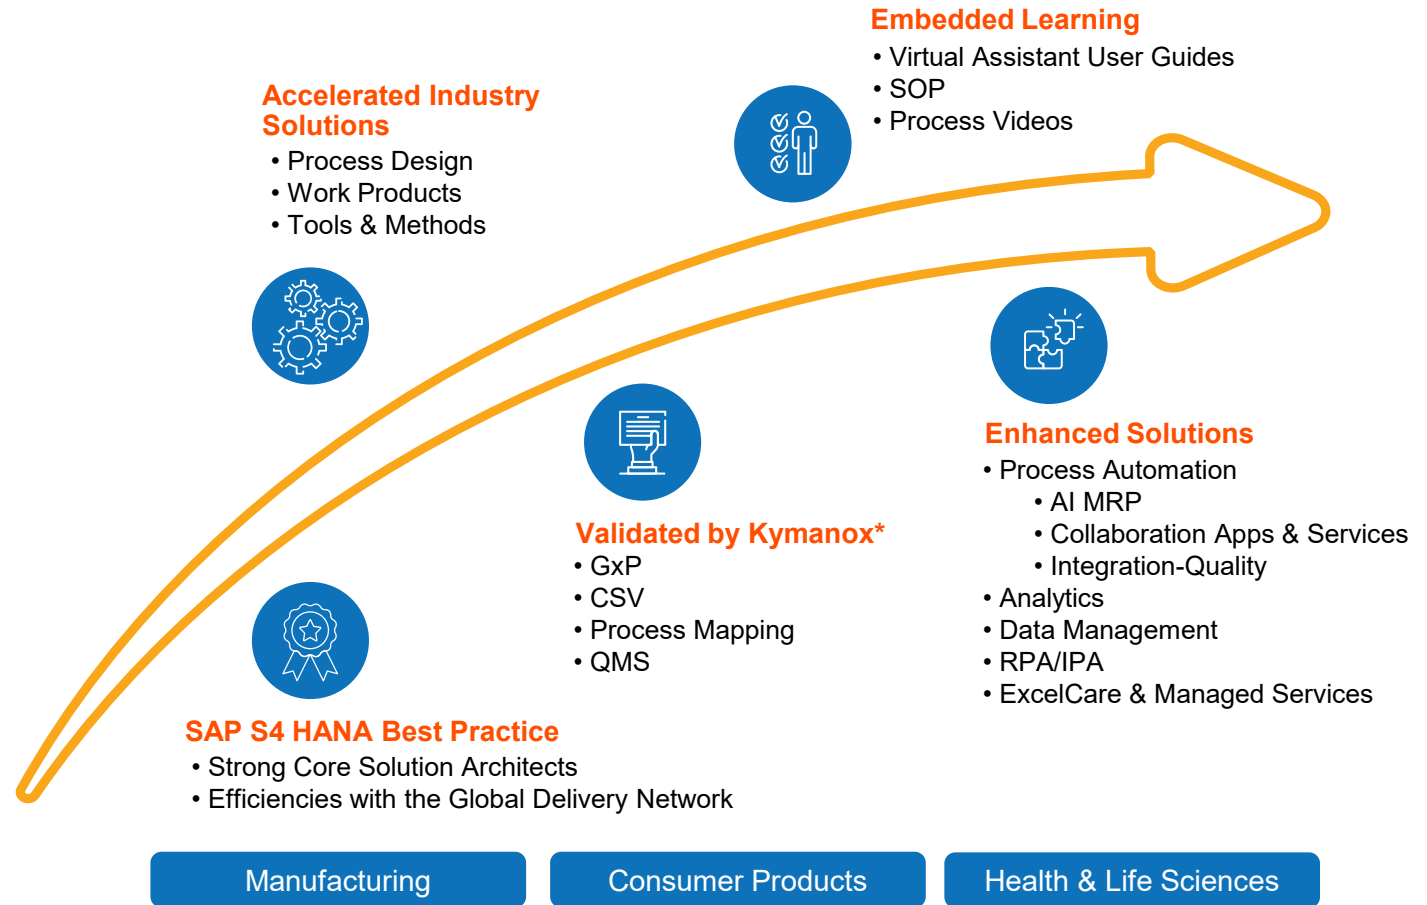 Embedded Learning
• Virtual Assistant User Guides
• SOP
• Process Videos
Accelerated Industry
Solutions
• Process Design
• Work Products
• Tools & Methods
Enhanced Solutions
• Process Automation
• AI MRP
• Collaboration Apps & Services
• Integration-Quality
• Analytics
• Data Management
• RPA/IPA
• ExcelCare & Managed Services
Validated by Kymanox*
• GxP
• CSV
• Process Mapping
• QMS
SAP S4 HANA Best Practice
• Strong Core Solution Architects
• Efficiencies with the Global Delivery Network
Manufacturing
Consumer Products
Health & Life Sciences